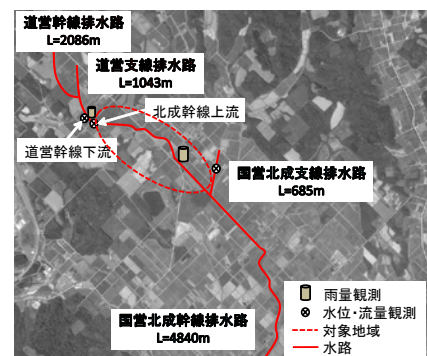 道営幹線排水路
L=2086m
道営支線排水路
L=1043m
北成幹線上流
道営幹線下流
国営北成支線排水路
L=685m
国営北成幹線排水路
L=4840m
雨量観測
水位・流量観測
対象地域
水路